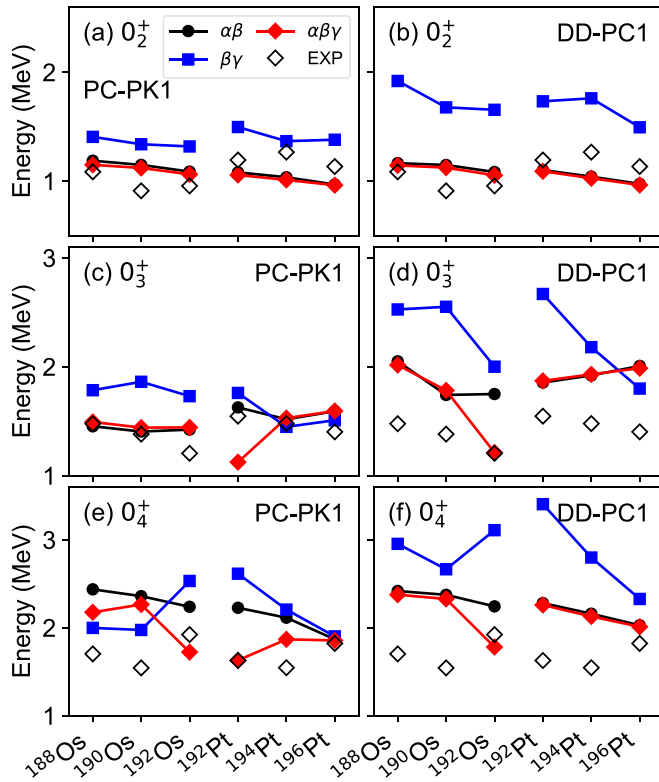 (a) 0₂⁺
αβ
αβγ
βγ
EXP
PC-PK1
(b) 0₂⁺
DD-PC1
Energy (MeV)
2
1
(c) 0₃⁺
PC-PK1
(d) 0₃⁺
DD-PC1
Energy (MeV)
3
2
1
(e) 0₄⁺
PC-PK1
(f) 0₄⁺
DD-PC1
Energy (MeV)
3
2
1
¹⁸⁸Os
¹⁹⁰Os
¹⁹²Os
¹⁹²Pt
¹⁹⁴Pt
¹⁹⁶Pt
¹⁸⁸Os
¹⁹⁰Os
¹⁹²Os
¹⁹²Pt
¹⁹⁴Pt
¹⁹⁶Pt